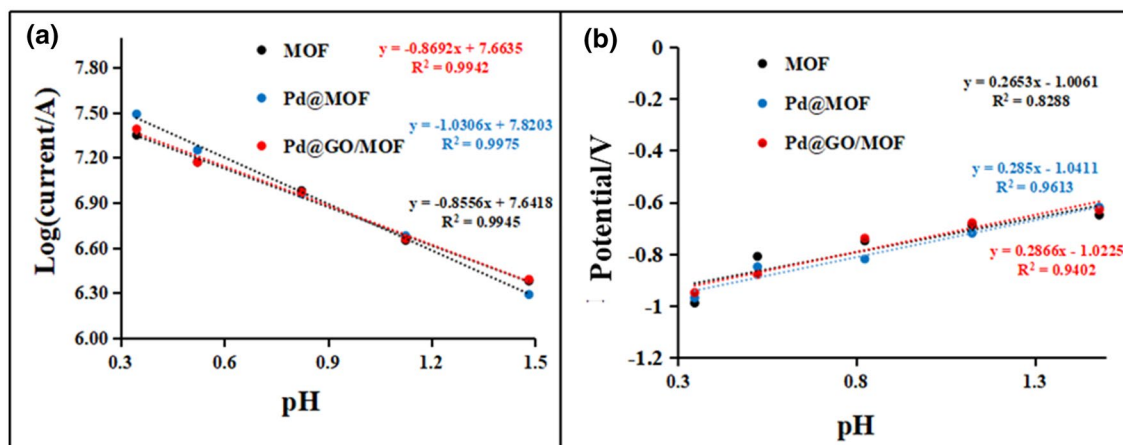 (a)
7.80
7.50
7.20
6.90
6.60
6.30
6.00
Log(current/A)
MOF
Pd@MOF
Pd@GO/MOF
y = -0.8692x + 7.6635
R² = 0.9942
y = -1.0306x + 7.8203
R² = 0.9975
y = -0.8556x + 7.6418
R² = 0.9945
0.3 0.6 0.9 1.2 1.5
pH
(b)
0
-0.2
-0.4
-0.6
-0.8
-1
-1.2
Potential/V
MOF
Pd@MOF
Pd@GO/MOF
y = 0.2653x - 1.0061
R² = 0.8288
y = 0.285x - 1.0411
R² = 0.9613
y = 0.2866x - 1.0225
R² = 0.9402
0.3 0.8 1.3
pH